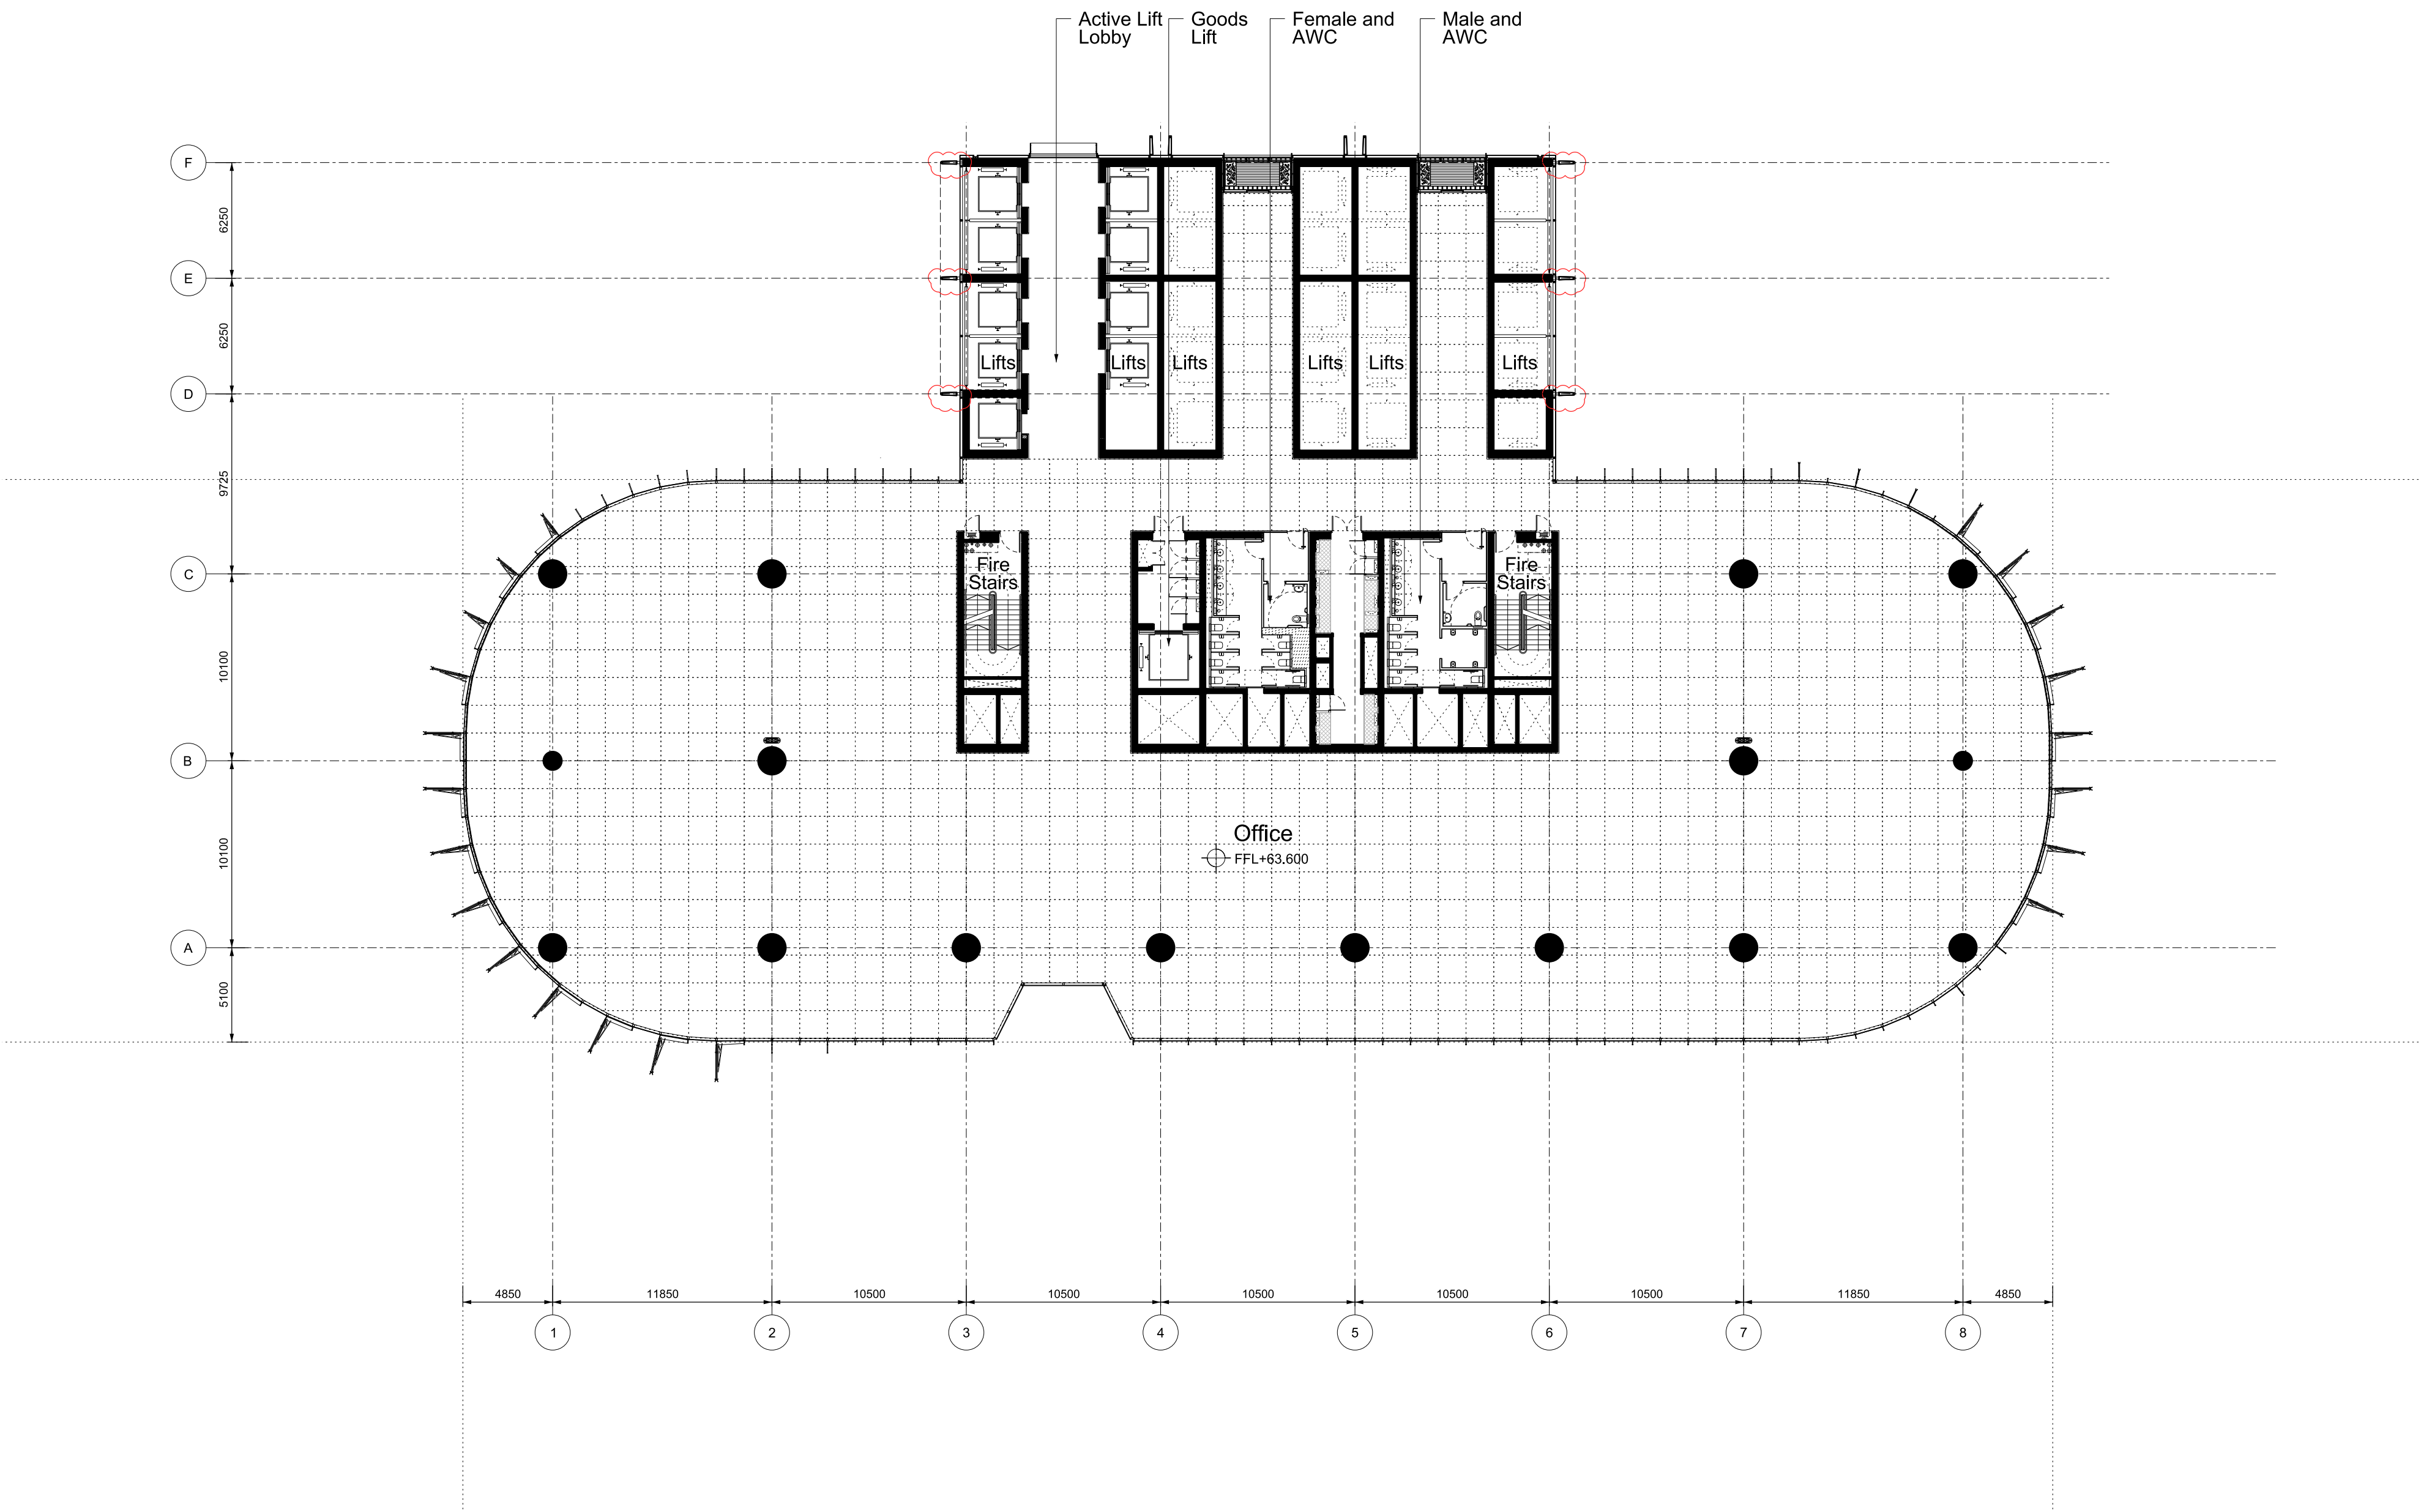 Active Lift
Lobby
Goods
Lift
Female and
AWC
Male and
AWC
F
6250
E
6250
D
9725
C
10100
B
10100
A
5100
Lifts
Lifts
Lifts
Lifts
Lifts
Lifts
Fire
Stairs
Fire
Stairs
Office
FFL+63.600
4850
11850
10500
10500
10500
10500
10500
11850
4850
1
2
3
4
5
6
7
8